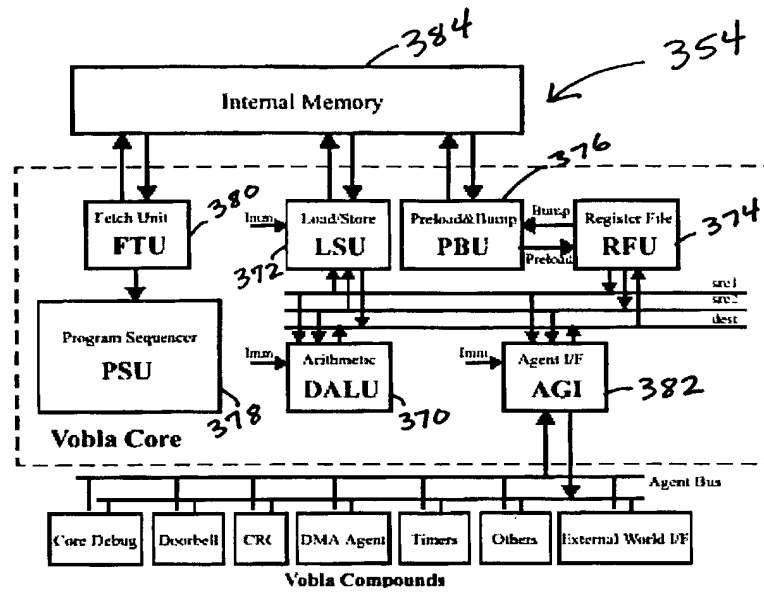 384
354
Internal Memory
376
Fetch Unit
FTU
380
Imm
Load/Store
LSU
372
Preload&Bump
PBU
Bump
Preload
Register File
RFU
374
src1
src2
dest
Program Sequencer
PSU
378
Imm
Arithmetic
DALU
370
Imm
Agent I/F
AGI
382
Vobla Core
Agent Bus
Core Debug
Doorbell
CRC
DMA Agent
Timers
Others
External World I/F
Vobla Compounds